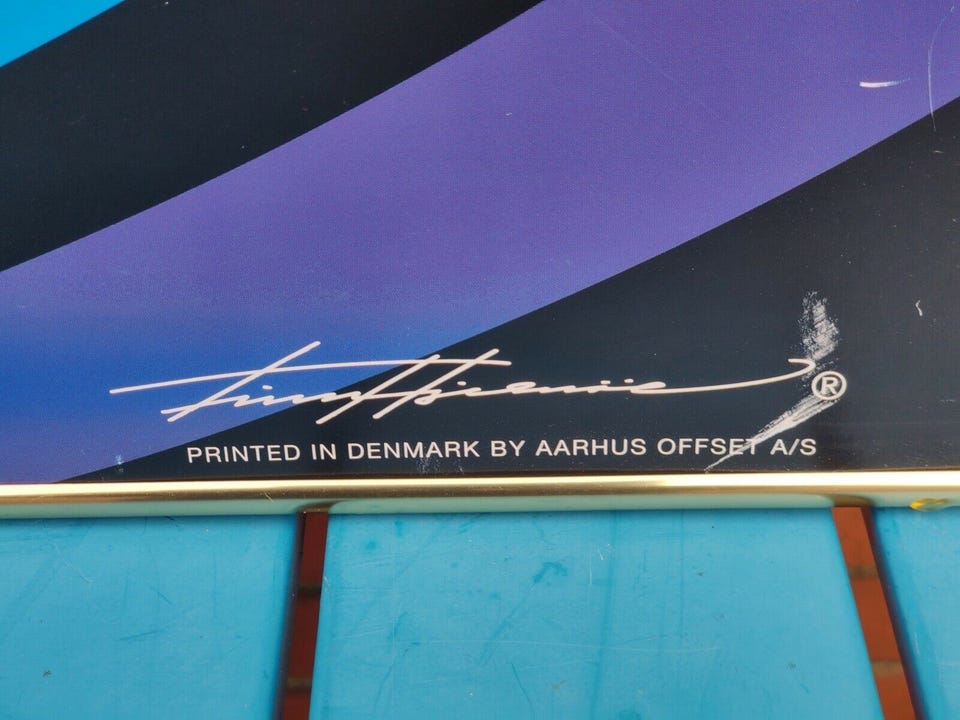 ®
PRINTED IN DENMARK BY AARHUS OFFSET A/S